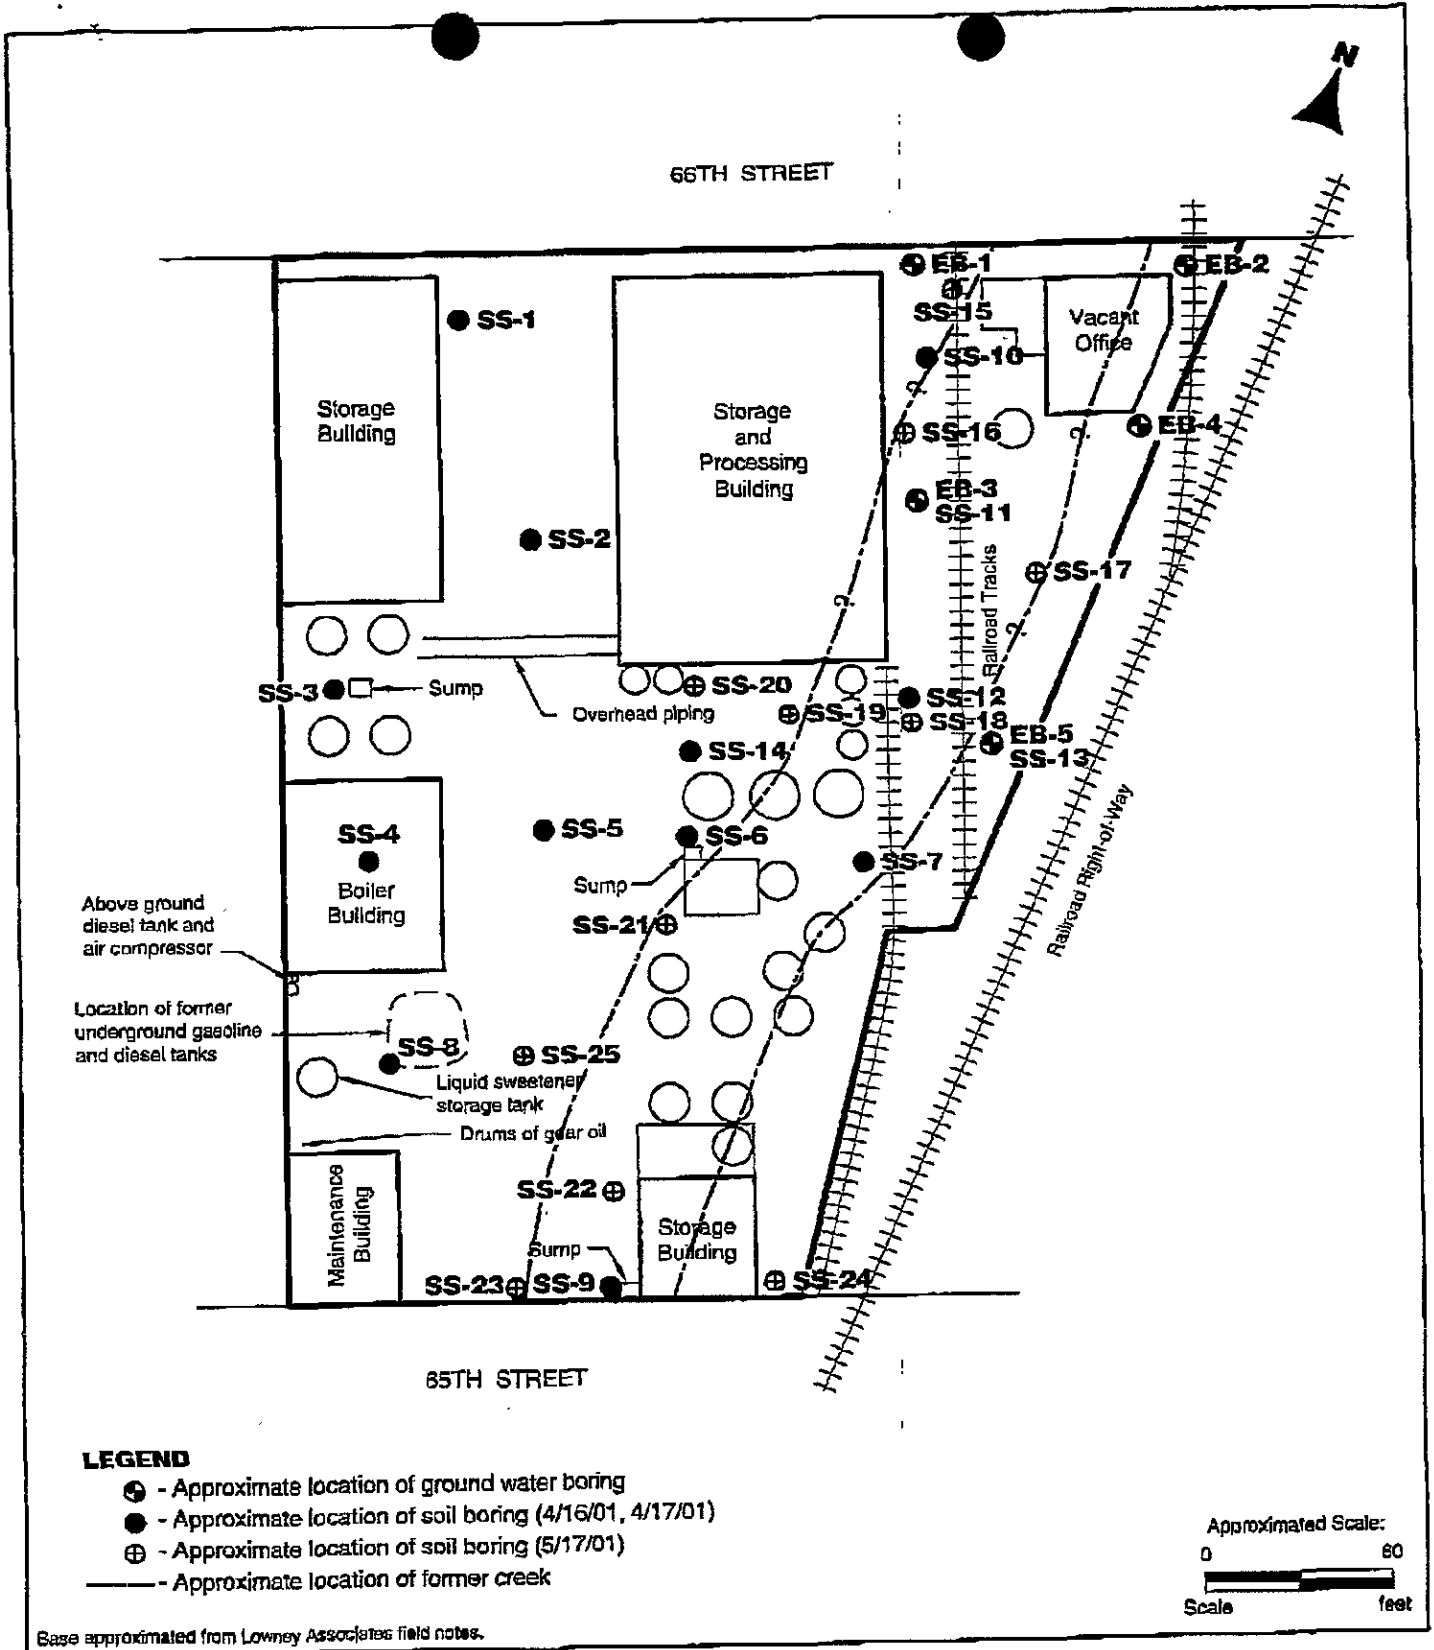 N
66TH STREET
EB-1
EB-2
SS-15
SS-1
Vacant
Office
SS-10
Storage
Building
Storage
and
Processing
Building
SS-16
EB-4
?
?
EB-3
SS-11
SS-2
SS-17
Railroad Tracks
?
?
SS-3
Sump
SS-20
SS-12
Overhead piping
SS-19
SS-18
EB-5
SS-13
SS-14
SS-4
SS-5
SS-6
SS-7
Boiler
Building
Sump
Railroad Right-of-Way
Above ground
diesel tank and
air compressor
SS-21
Location of former
underground gasoline
and diesel tanks
SS-8
SS-25
Liquid sweetener
storage tank
Drums of gear oil
Maintenance
Building
SS-22
Storage
Building
Sump
SS-23
SS-9
SS-24
65TH STREET
LEGEND
- Approximate location of ground water boring
- Approximate location of soil boring (4/16/01, 4/17/01)
- Approximate location of soil boring (5/17/01)
- Approximate location of former creek
Approximated Scale:
0 60
Scale feet
Base approximated from Lowney Associates field notes.